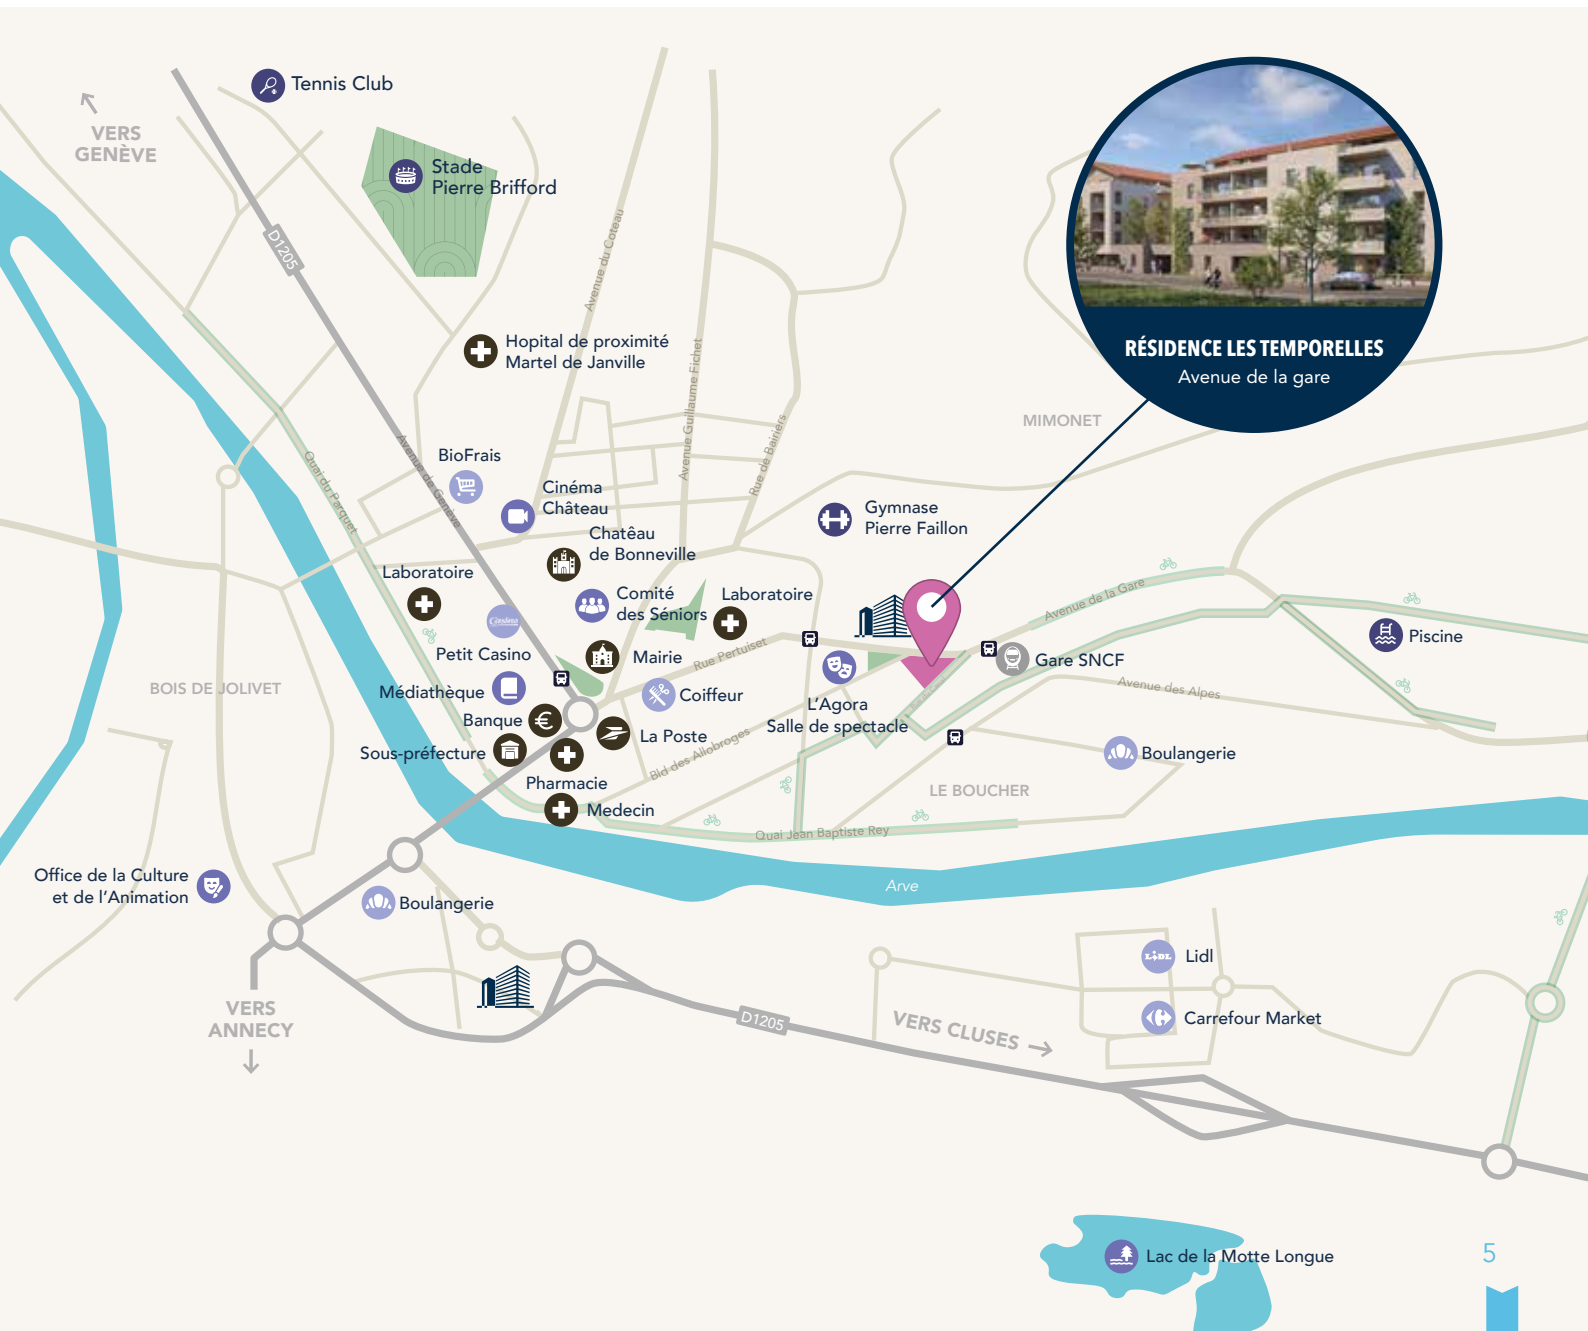 Tennis Club
VERS
GENÈVE
Stade
Pierre Brifford
D1205
Avenue du Coteau
Hopital de proximité
Martel de Janville
RÉSIDENCE LES TEMPORELLES
Avenue de la gare
Avenue Guillaume Fichet
MIMONET
Rue de Bairiers
Quai du Parquet
Avenue de Genève
BioFrais
Cinéma
Château
Chatêau
de Bonneville
Gymnase
Pierre Faillon
Laboratoire
Comité
des Séniors
Laboratoire
Avenue de la Gare
Casino
Petit Casino
Mairie
Rue Pertuiset
Piscine
Gare SNCF
BOIS DE JOLIVET
Médiathèque
Coiffeur
L'Agora
Salle de spectacle
Avenue des Alpes
Banque
La Poste
Sous-préfecture
Bld des Allobroges
Boulangerie
Pharmacie
Medecin
LE BOUCHER
Quai Jean Baptiste Rey
Arve
Office de la Culture
et de l'Animation
Boulangerie
LIDL
Lidl
VERS
ANNECY
D1205
VERS CLUSES
Carrefour Market
Lac de la Motte Longue
5